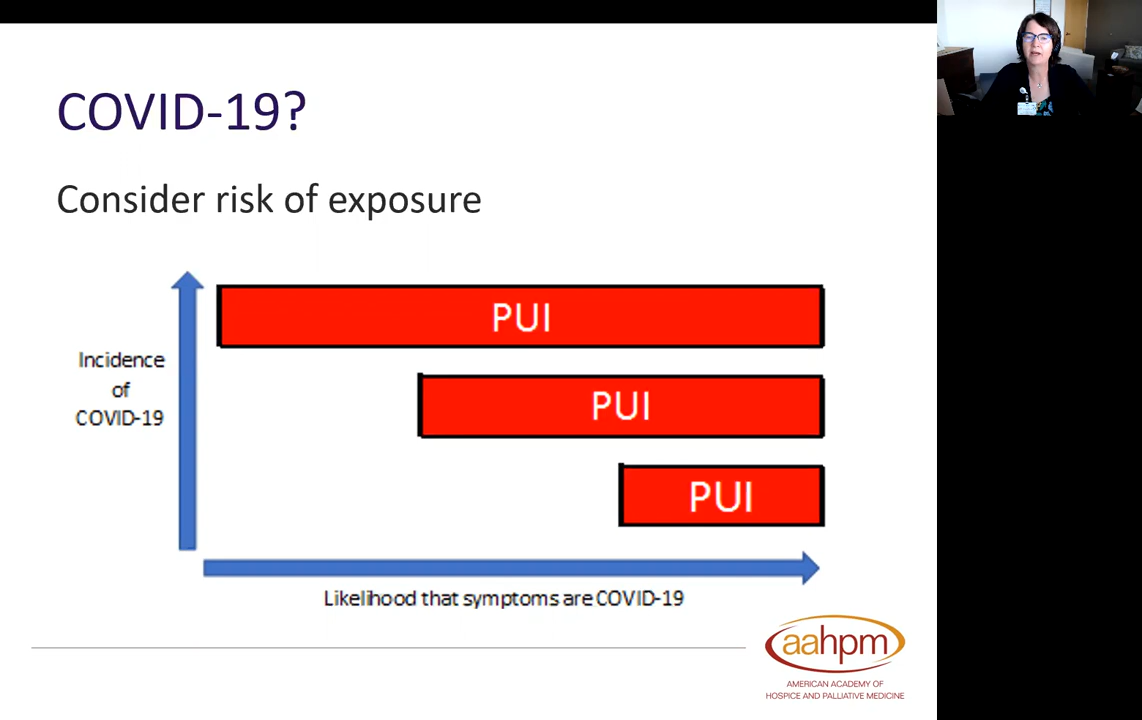 COVID-19?
Consider risk of exposure
PUI
Incidence
of
COVID-19
PUI
PUI
Likelihood that symptoms are COVID-19
aahpm
AMERICAN ACADEMY OF
HOSPICE AND PALLIATIVE MEDICINE